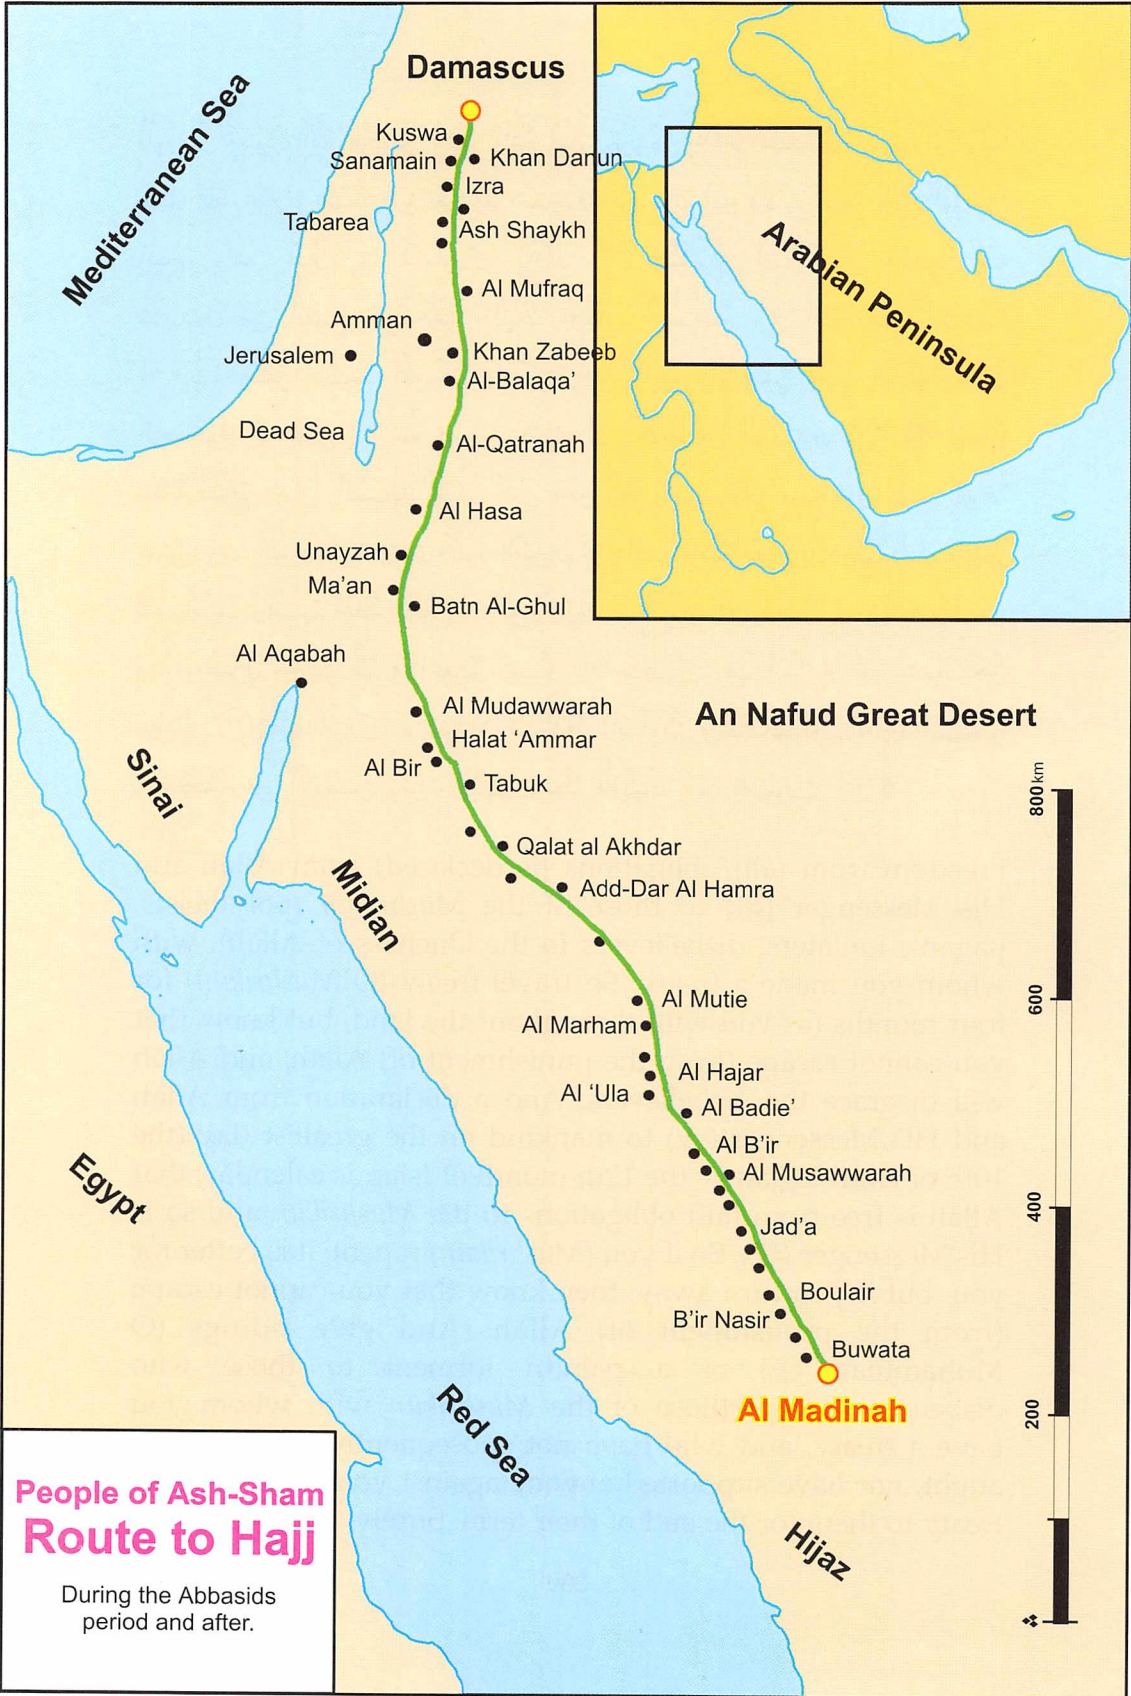 Damascus
Mediterranean Sea
Kuswa
Sanamain
Khan Danun
Izra
Tabarea
Ash Shaykh
Al Mufraq
Amman
Jerusalem
Khan Zabeeb
Al-Balaqa’
Dead Sea
Al-Qatranah
Al Hasa
Unayzah
Ma’an
Batn Al-Ghul
Al Aqabah
Al Mudawwarah
Halat ‘Ammar
Al Bir
Tabuk
Sinai
Qalat al Akhdar
Add-Dar Al Hamra
Midian
Al Mutie
Al Marham
Al Hajar
Al ‘Ula
Al Badie’
Al B’ir
Al Musawwarah
Egypt
Jad’a
Boulair
B’ir Nasir
Buwata
Al Madinah
Red Sea
Hijaz
Arabian Peninsula
An Nafud Great Desert
800 km
600
400
200
People of Ash-Sham
Route to Hajj
During the Abbasids
period and after.